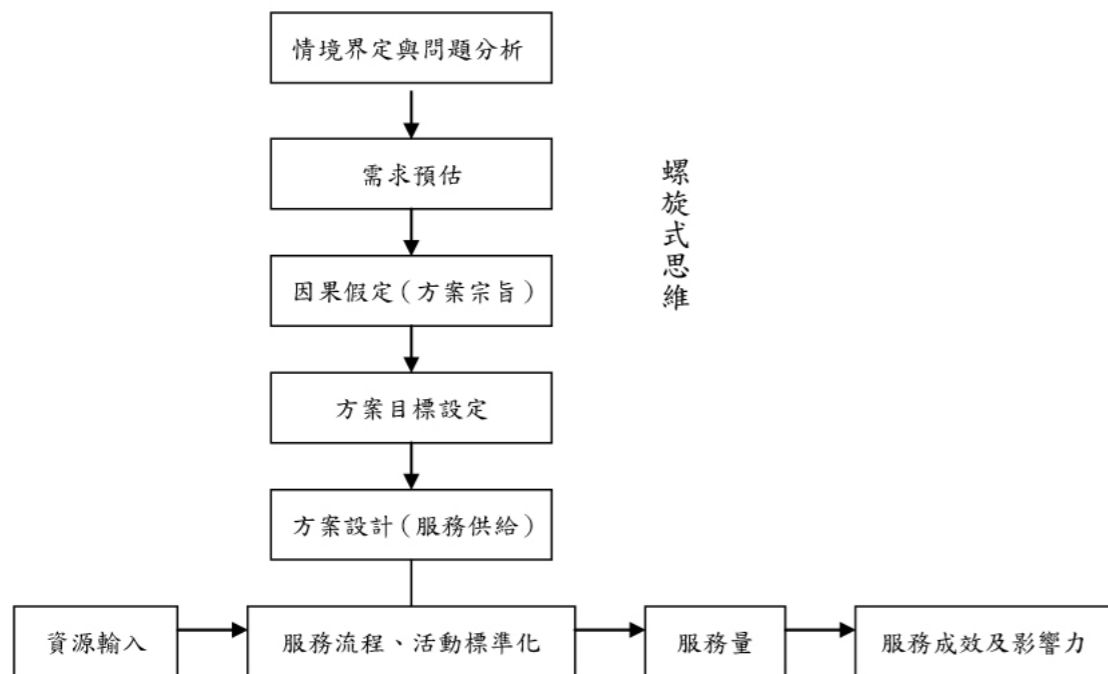 情境界定與問題分析
需求預估
螺旋式思維
因果假定（方案宗旨）
方案目標設定
方案設計（服務供給）
資源輸入
服務流程、活動標準化
服務量
服務成效及影響力